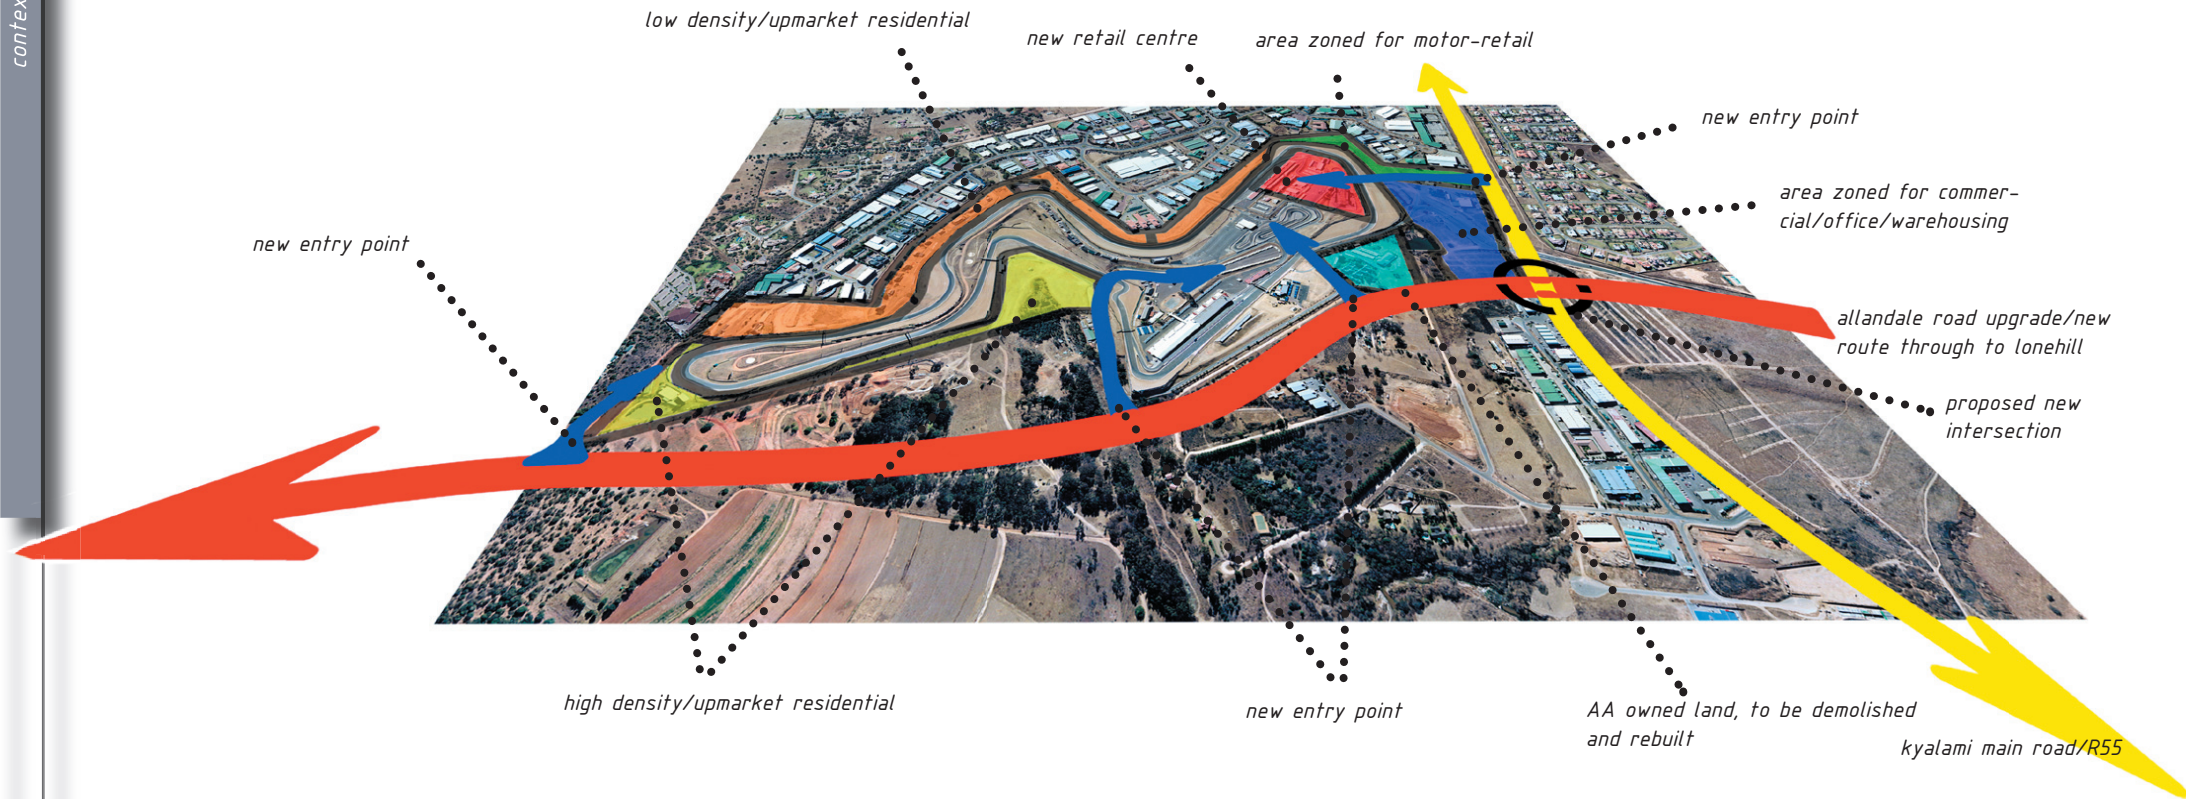 contex
low density/upmarket residential
new retail centre
area zoned for motor-retail
new entry point
area zoned for commer-
cial/office/warehousing
new entry point
allandale road upgrade/new
route through to lonehill
proposed new
intersection
high density/upmarket residential
new entry point
AA owned land, to be demolished
and rebuilt
kyalami main road/R55